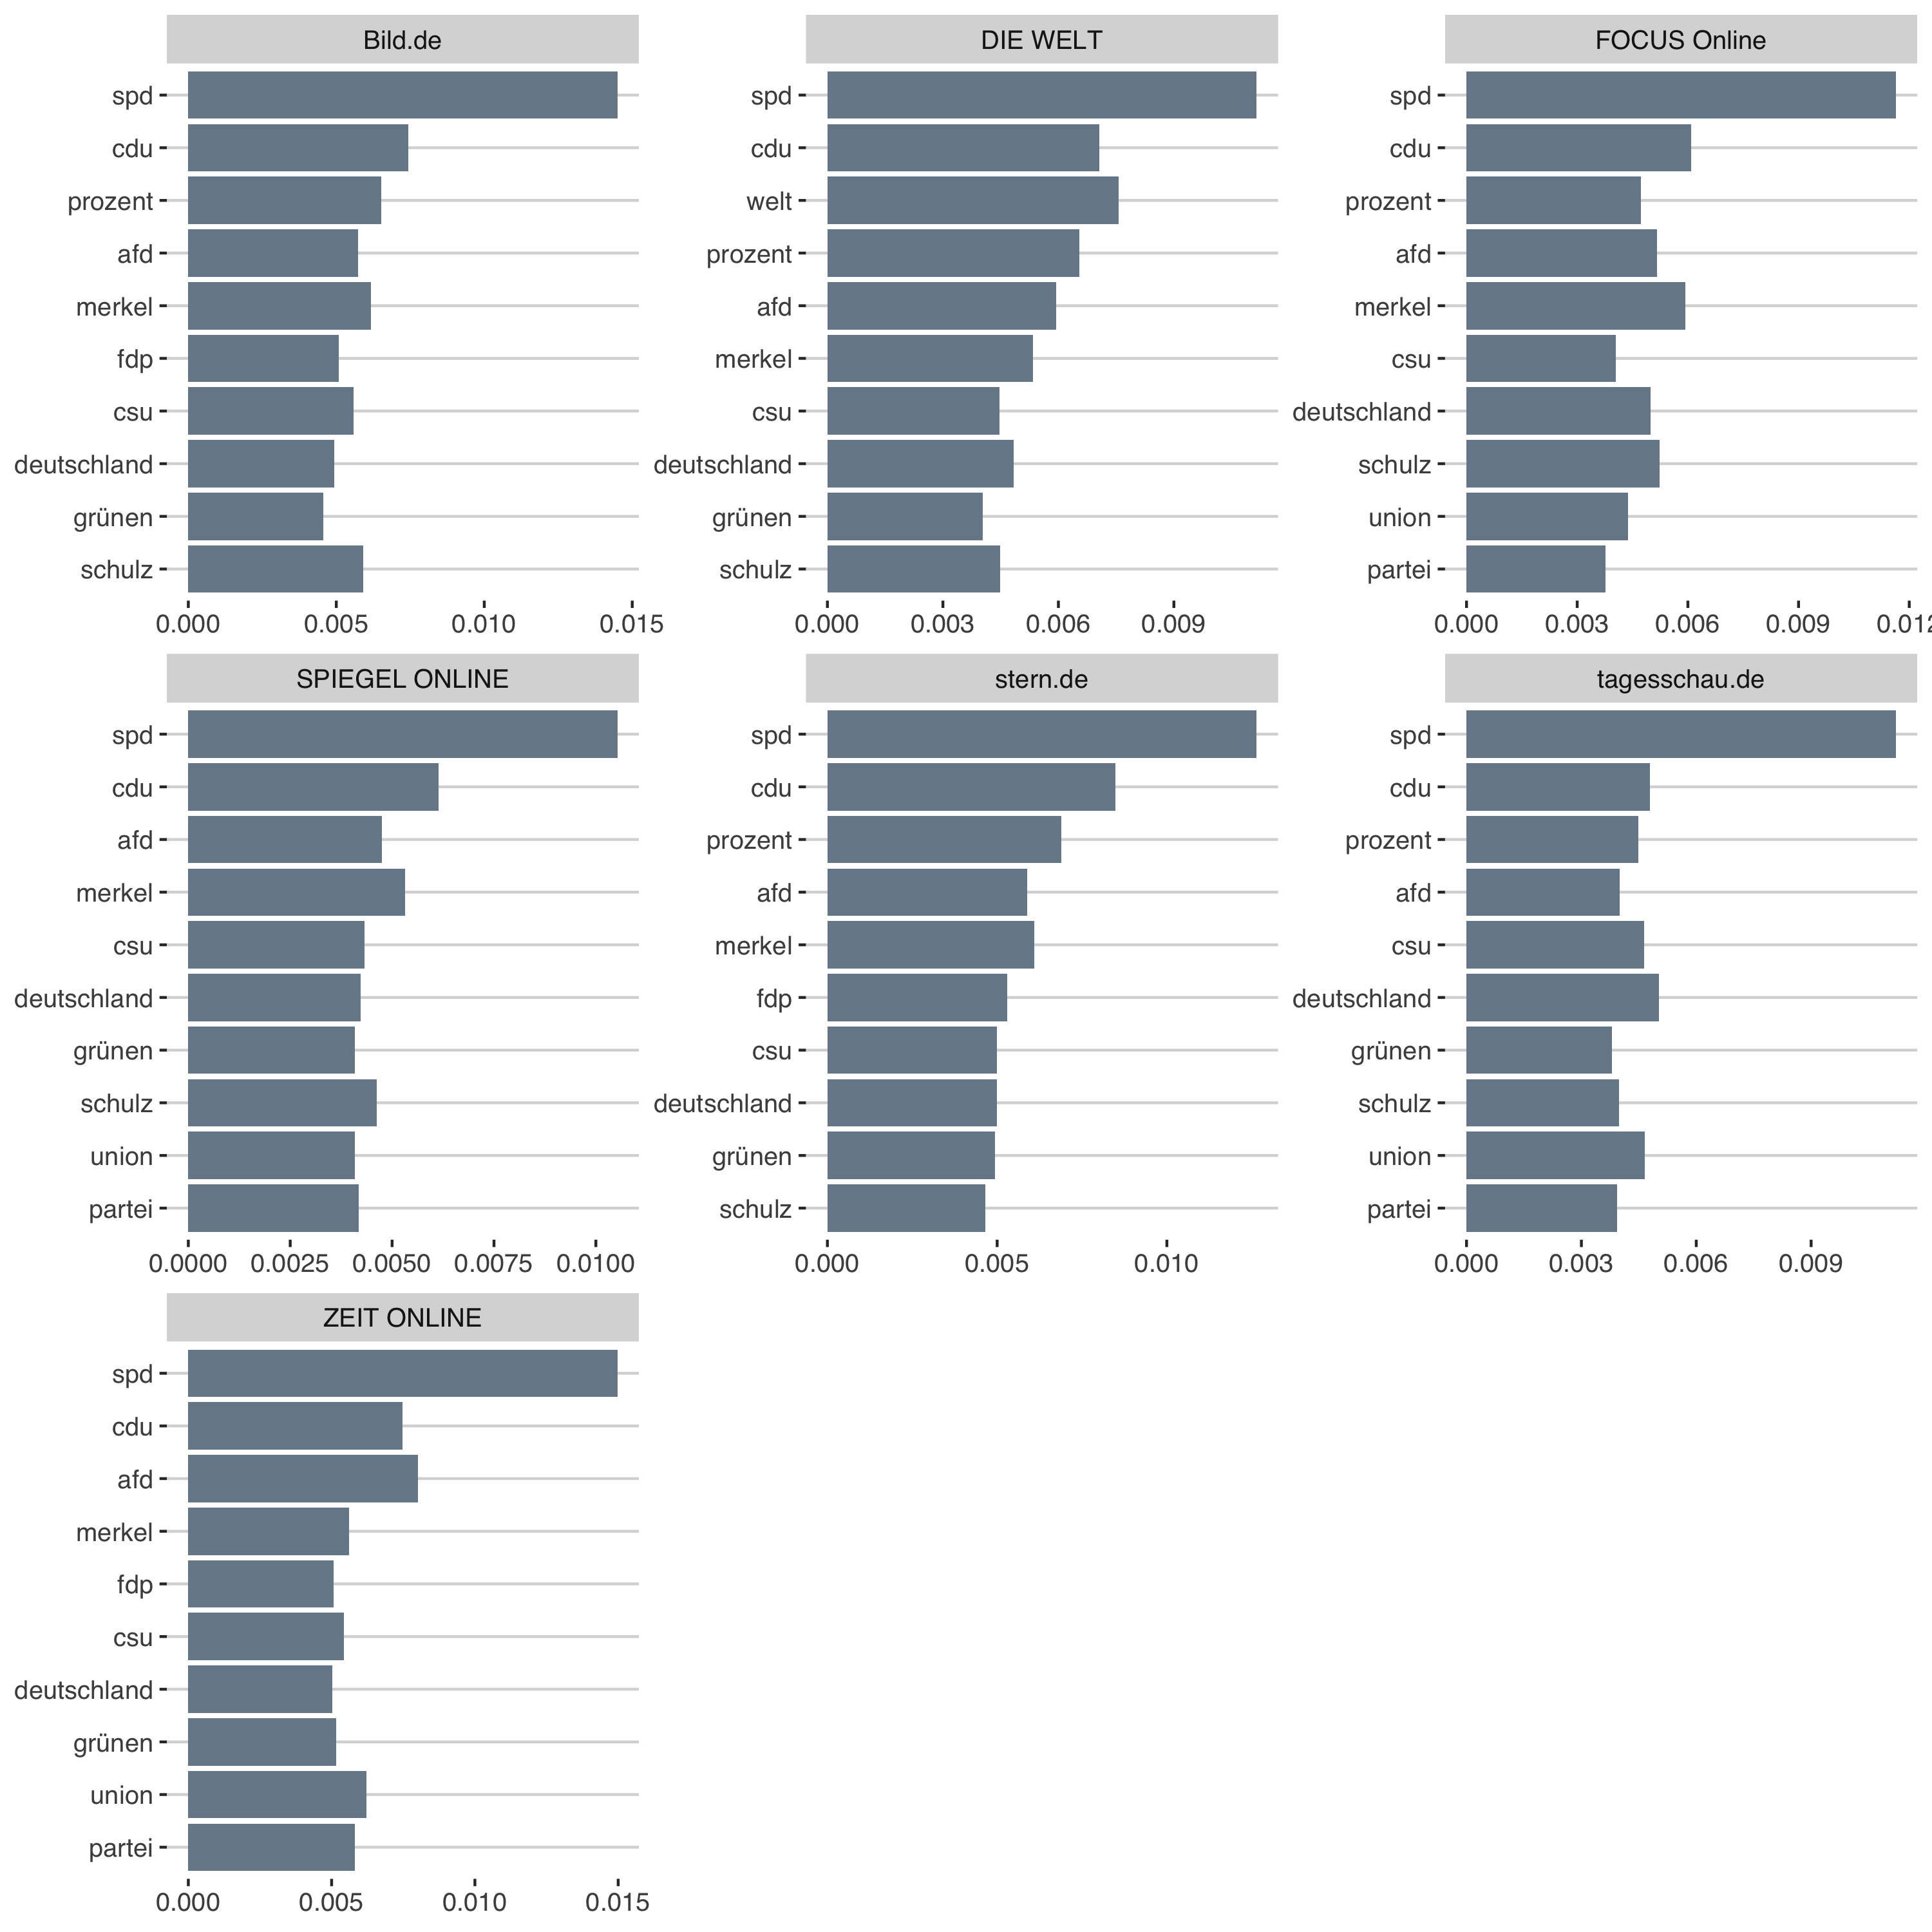 Bild.de
spd
cdu
prozent
afd
merkel
fdp
csu
deutschland
grünen
schulz
0.000 0.005 0.010 0.015
DIE WELT
spd
cdu
welt
prozent
afd
merkel
csu
deutschland
grünen
schulz
0.000 0.003 0.006 0.009
FOCUS Online
spd
cdu
prozent
afd
merkel
csu
deutschland
schulz
union
partei
0.000 0.003 0.006 0.009 0.012
SPIEGEL ONLINE
spd
cdu
afd
merkel
csu
deutschland
grünen
schulz
union
partei
0.0000 0.0025 0.0050 0.0075 0.0100
stern.de
spd
cdu
prozent
afd
merkel
fdp
csu
deutschland
grünen
schulz
0.000 0.005 0.010
tagesschau.de
spd
cdu
prozent
afd
csu
deutschland
grünen
schulz
union
partei
0.000 0.003 0.006 0.009
ZEIT ONLINE
spd
cdu
afd
merkel
fdp
csu
deutschland
grünen
union
partei
0.000 0.005 0.010 0.015